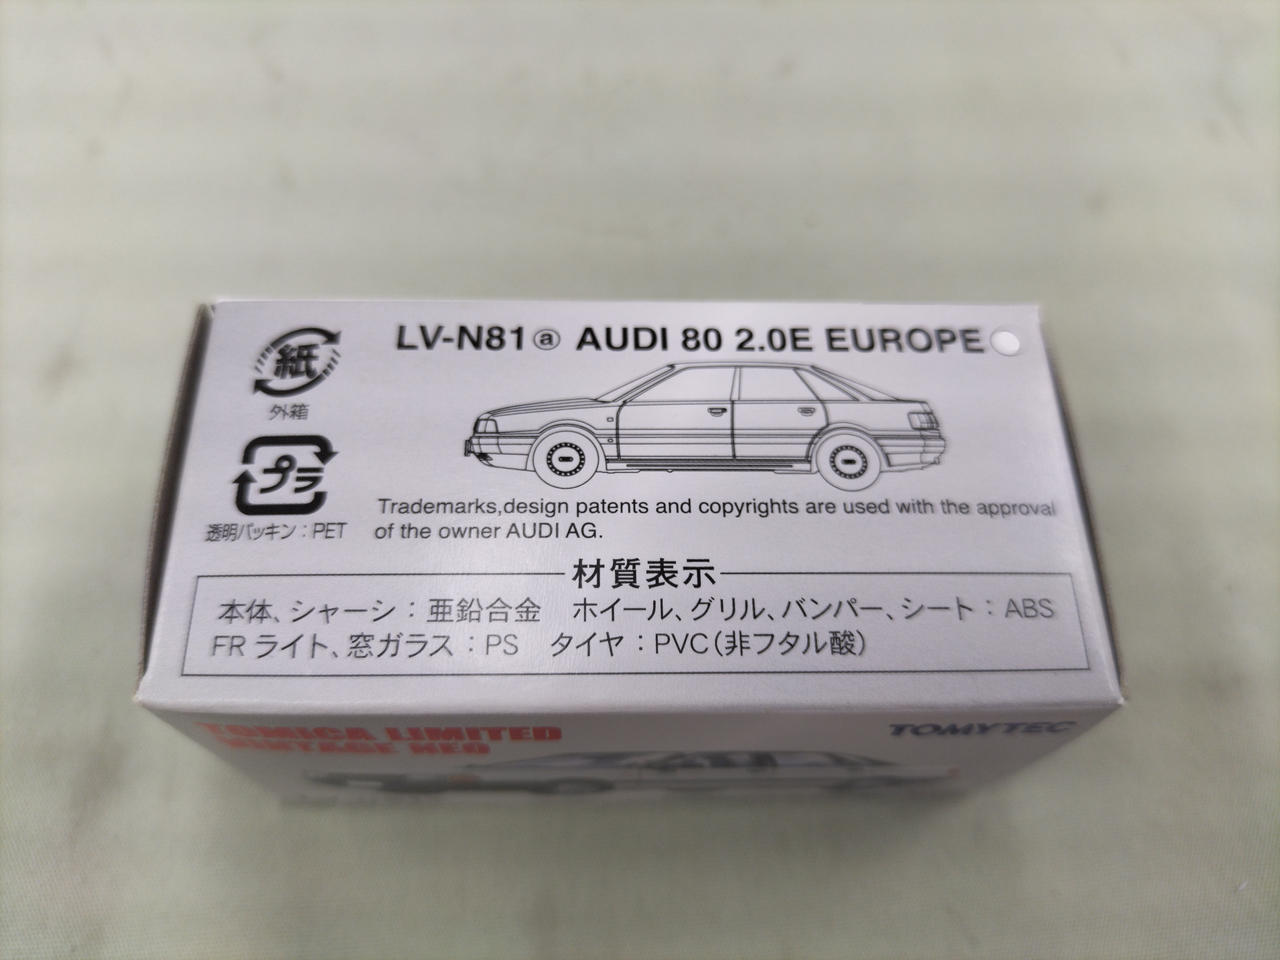 LV-N81 ⓐ AUDI 80 2.0E EUROPE
紙
外箱
プラ
透明パッキン：PET
Trademarks,design patents and copyrights are used with the approval
of the owner AUDI AG.
材質表示
本体、シャーシ：亜鉛合金　ホイール、グリル、バンパー、シート：ABS
FRライト、窓ガラス：PS　タイヤ：PVC（非フタル酸）
TOMICA LIMITED
VINTAGE NEO
TOMYTEC